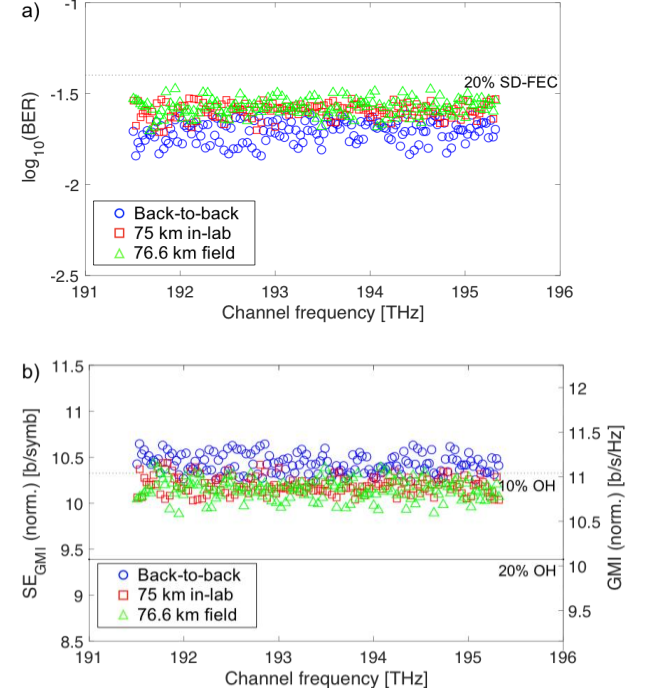 a)
-1
-1.5
-2
-2.5
log10(BER)
20% SD-FEC
Back-to-back
75 km in-lab
76.6 km field
191 192 193 194 195 196
Channel frequency [THz]
b)
11.5
11
10.5
10
9.5
9
8.5
SEGMI (norm.) [b/symb]
12
11.5
11
10.5
10
9.5
GMI (norm.) [b/s/Hz]
10% OH
20% OH
Back-to-back
75 km in-lab
76.6 km field
191 192 193 194 195 196
Channel frequency [THz]